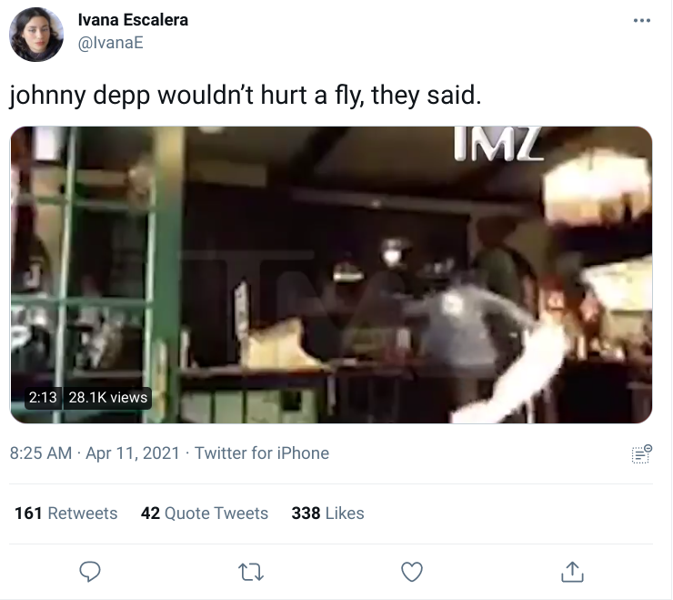 Ivana Escalera
@IvanaE
johnny depp wouldn't hurt a fly, they said.
TMZ
TMZ
2:13 28.1K views
8:25 AM · Apr 11, 2021 · Twitter for iPhone
161 Retweets 42 Quote Tweets 338 Likes